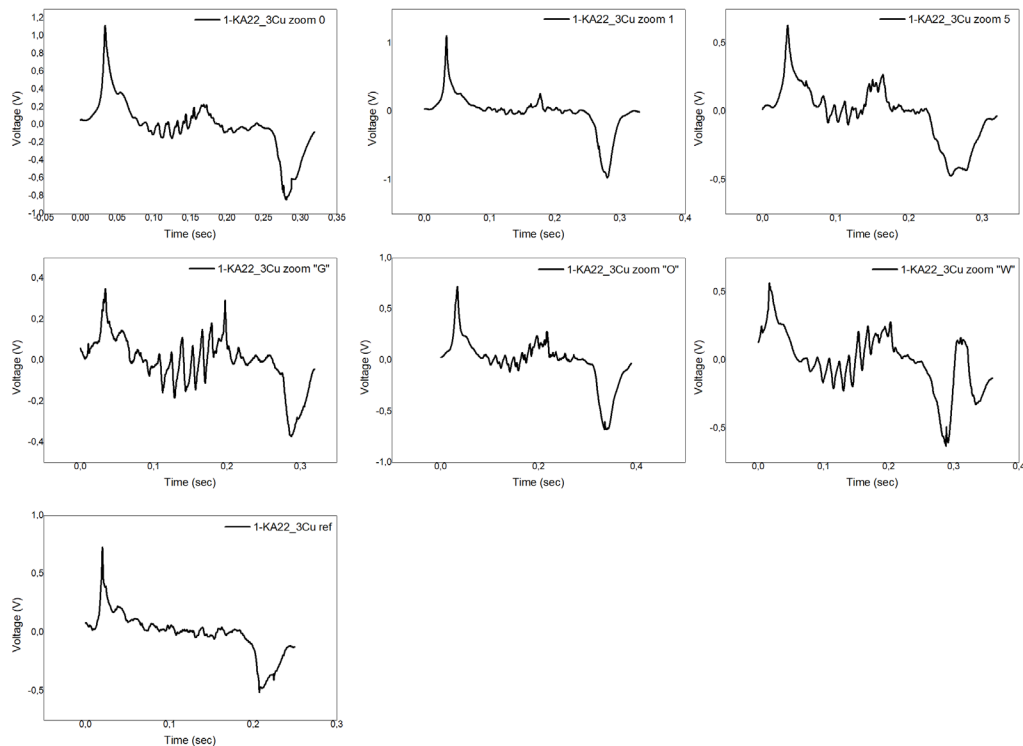 1-KA22_3Cu zoom 0
Voltage (V)
1,2
1,0
0,8
0,6
0,4
0,2
0,0
-0,2
-0,4
-0,6
-0,8
-1,0
-0,05 0,00 0,05 0,10 0,15 0,20 0,25 0,30 0,35
Time (sec)
1-KA22_3Cu zoom 1
Voltage (V)
1
0
-1
0,0 0,1 0,2 0,3 0,4
Time (sec)
1-KA22_3Cu zoom 5
Voltage (V)
0,5
0,0
-0,5
0,0 0,1 0,2 0,3
Time (sec)
1-KA22_3Cu zoom "G"
Voltage (V)
0,4
0,2
0,0
-0,2
-0,4
0,0 0,1 0,2 0,3
Time (sec)
1-KA22_3Cu zoom "O"
Voltage (V)
1,0
0,5
0,0
-0,5
-1,0
0,0 0,2 0,4
Time (sec)
1-KA22_3Cu zoom "W"
Voltage (V)
0,5
0,0
-0,5
0,0 0,1 0,2 0,3 0,4
Time (sec)
1-KA22_3Cu ref
Voltage (V)
1,0
0,5
0,0
-0,5
0,0 0,1 0,2 0,3
Time (sec)